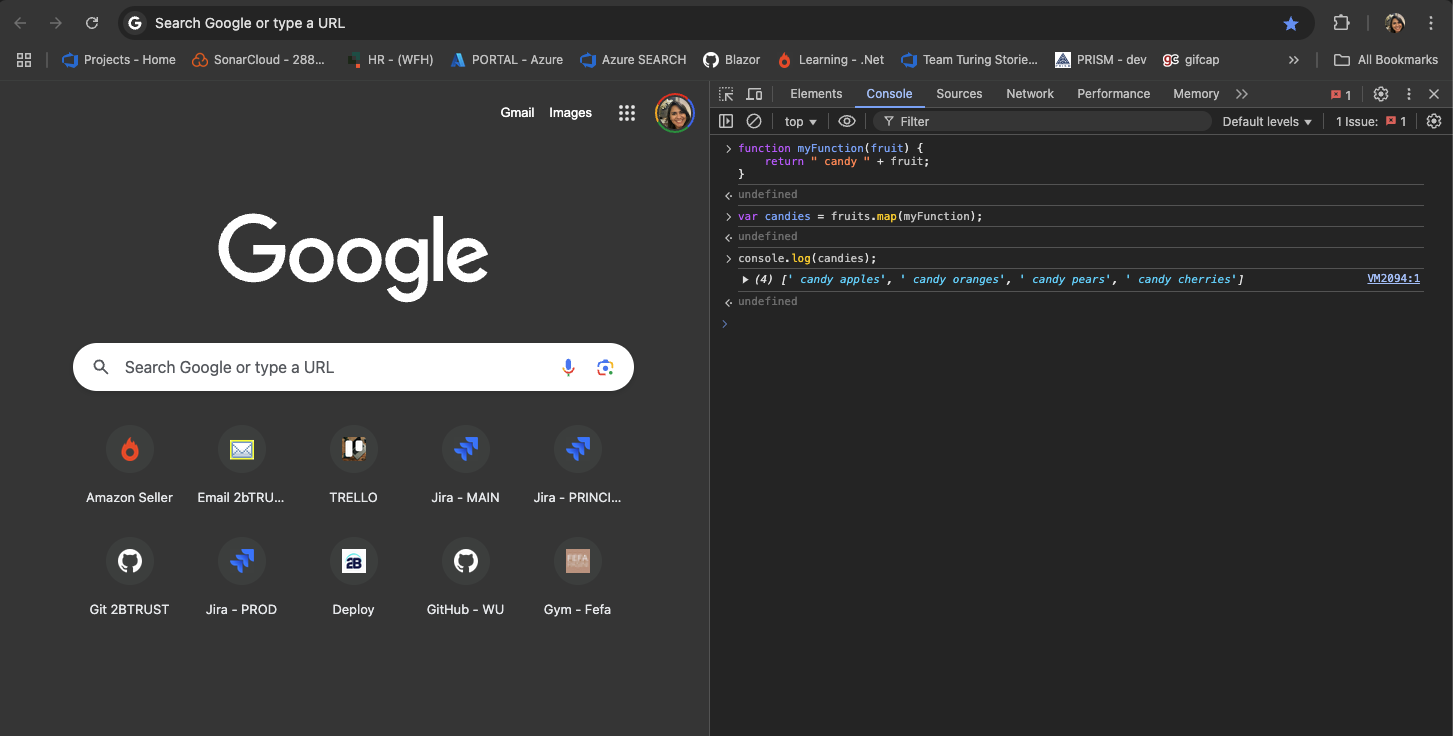 Search Google or type a URL
Projects - Home SonarCloud - 288... HR - (WFH) PORTAL - Azure Azure SEARCH Blazor Learning - .Net Team Turing Storie... PRISM - dev gifcap » All Bookmarks
Gmail Images
Google
Search Google or type a URL
Amazon Seller Email 2bTRU... TRELLO Jira - MAIN Jira - PRINCI...
Git 2BTRUST Jira - PROD Deploy GitHub - WU Gym - Fefa
Elements Console Sources Network Performance Memory » 1
top Filter Default levels 1 Issue: 1
function myFunction(fruit) {
    return " candy " + fruit;
}
undefined
var candies = fruits.map(myFunction);
undefined
console.log(candies);
(4) [' candy apples', ' candy oranges', ' candy pears', ' candy cherries'] VM2094:1
undefined